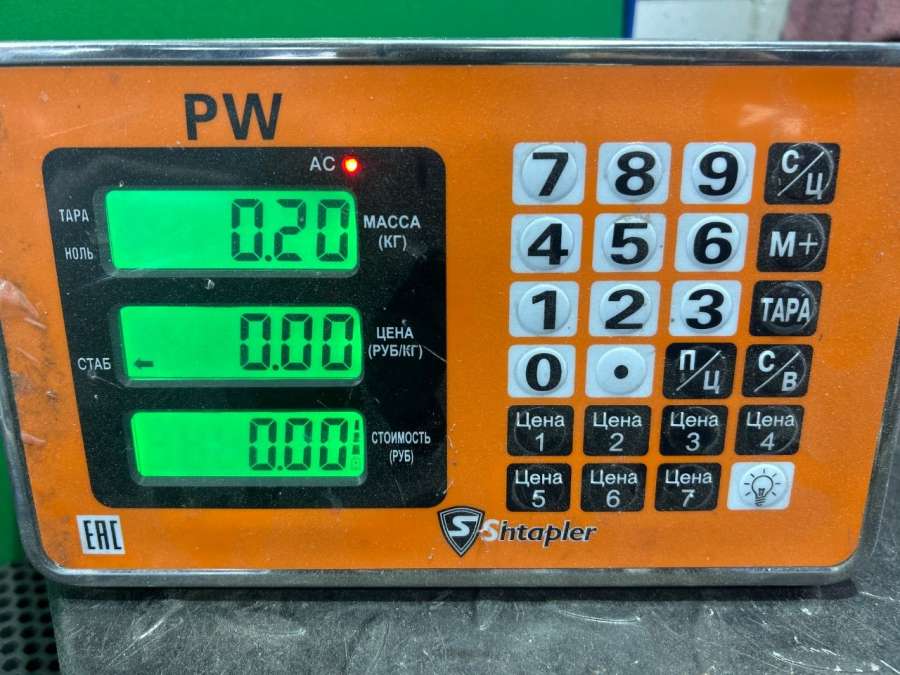 PW
AC
ТАРА
НОЛЬ
0.20
МАССА
(КГ)
СТАБ
0.00
ЦЕНА
(РУБ/КГ)
0.00
СТОИМОСТЬ
(РУБ)
7 8 9 С/Ц
4 5 6 М+
1 2 3 ТАРА
0 . П/Ц С/В
Цена 1 Цена 2 Цена 3 Цена 4
Цена 5 Цена 6 Цена 7
EAC
S Shtapler